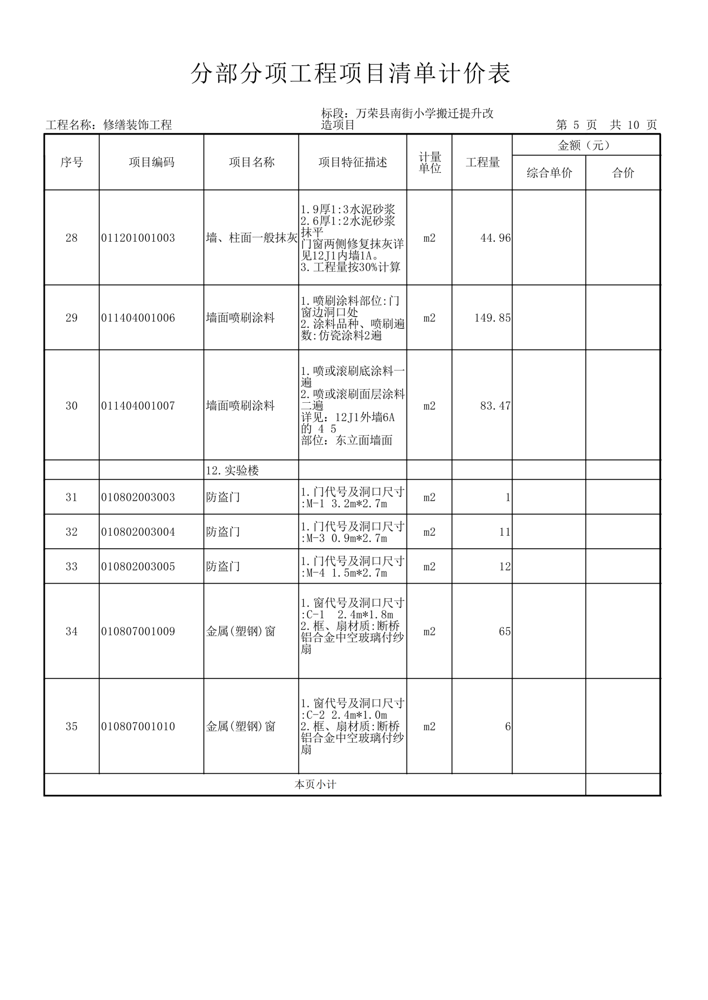 分部分项工程项目清单计价表
标段：万荣县南街小学搬迁提升改
工程名称：修缮装饰工程 造项目 第 5 页 共 10 页
序号 项目编码 项目名称 项目特征描述 计量单位 工程量 金额（元）
综合单价 合价
1.9厚1:3水泥砂浆
2.6厚1:2水泥砂浆
抹平
28 011201001003 墙、柱面一般抹灰 门窗两侧修复抹灰详 m2 44.96
见12J1内墙1A。
3.工程量按30%计算
1.喷刷涂料部位:门
窗边洞口处
29 011404001006 墙面喷刷涂料 m2 149.85
2.涂料品种、喷刷遍
数:仿瓷涂料2遍
1.喷或滚刷底涂料一
遍
2.喷或滚刷面层涂料
30 011404001007 墙面喷刷涂料 二遍 m2 83.47
详见：12J1外墙6A
的 4 5
部位：东立面墙面
12.实验楼
31 010802003003 防盗门 1.门代号及洞口尺寸 m2 1
:M-1 3.2m*2.7m
32 010802003004 防盗门 1.门代号及洞口尺寸 m2 11
:M-3 0.9m*2.7m
33 010802003005 防盗门 1.门代号及洞口尺寸 m2 12
:M-4 1.5m*2.7m
1.窗代号及洞口尺寸
:C-1  2.4m*1.8m
34 010807001009 金属(塑钢)窗 2.框、扇材质:断桥 m2 65
铝合金中空玻璃付纱
扇
1.窗代号及洞口尺寸
:C-2 2.4m*1.0m
35 010807001010 金属(塑钢)窗 2.框、扇材质:断桥 m2 6
铝合金中空玻璃付纱
扇
本页小计